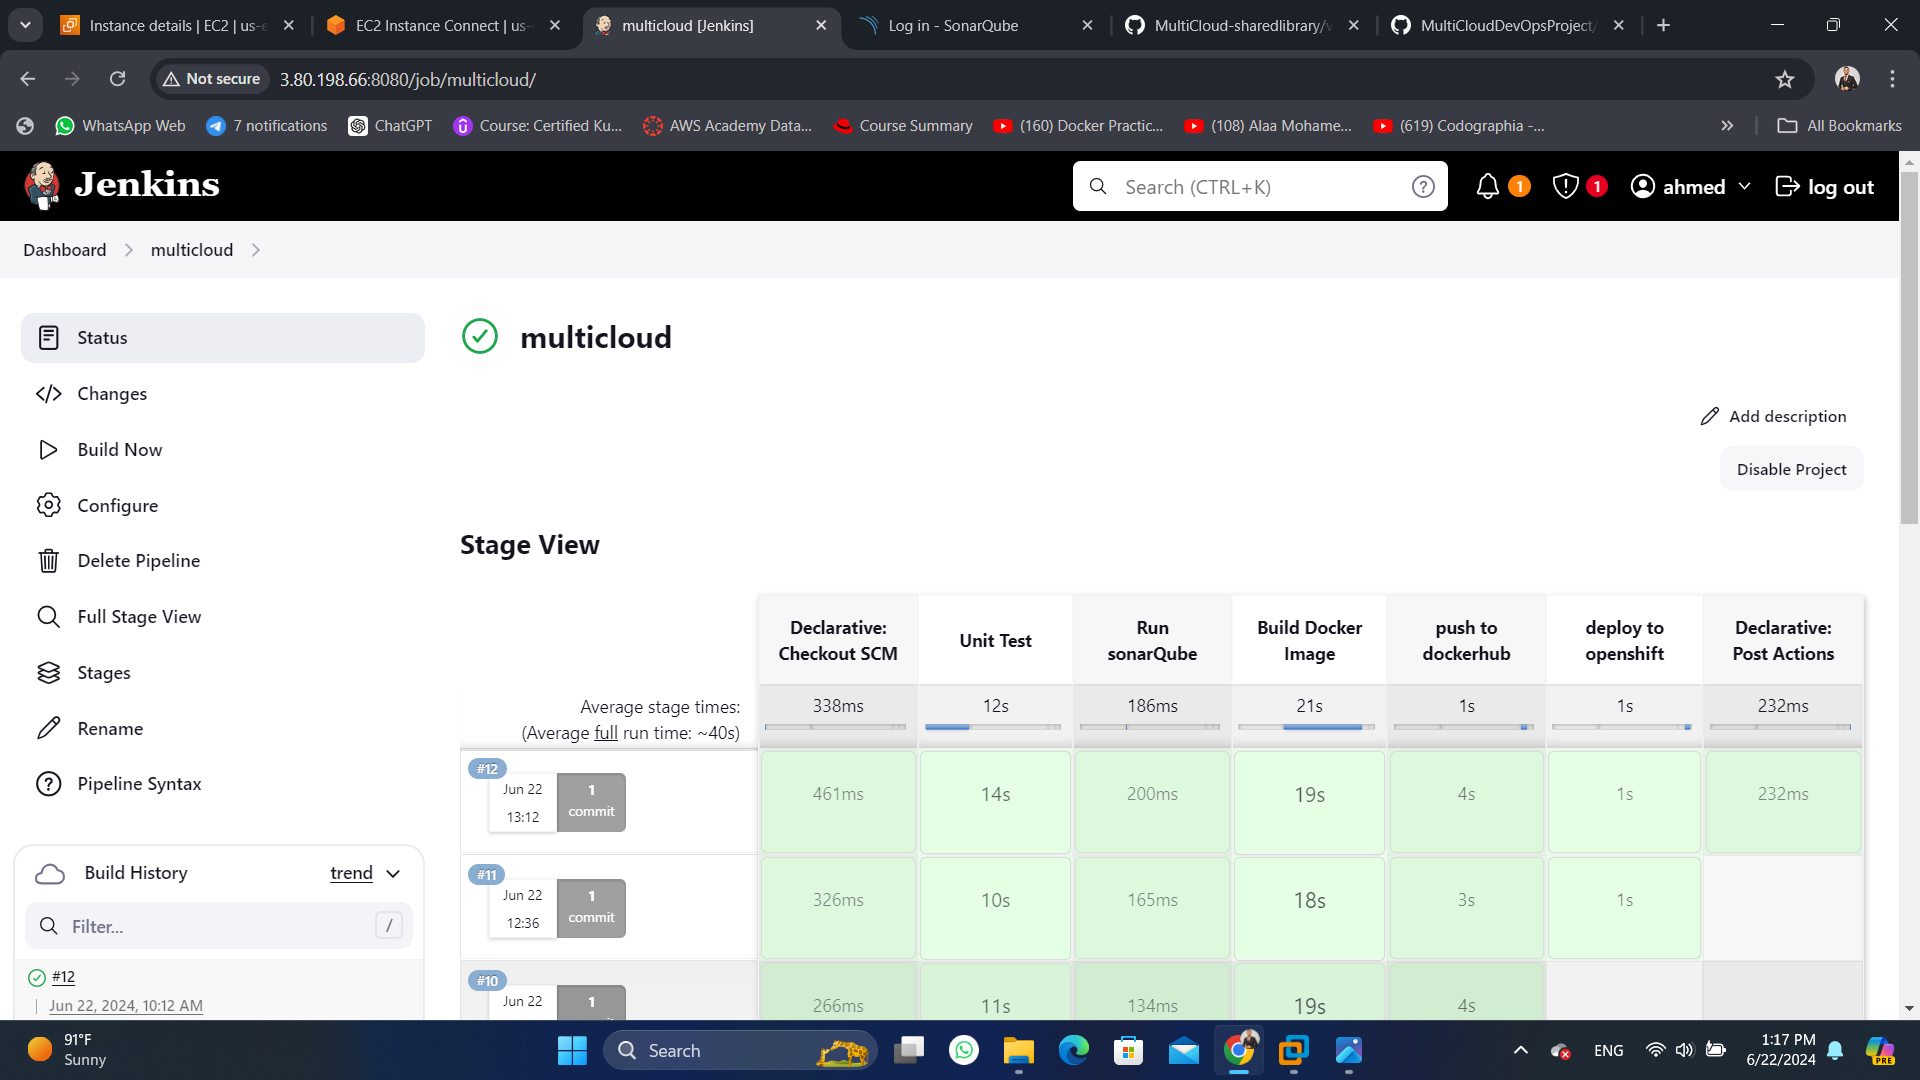 Instance details | EC2 | us-e
EC2 Instance Connect | us-
multicloud [Jenkins]
Log in - SonarQube
MultiCloud-sharedlibrary/v
MultiCloudDevOpsProject/
Not secure
3.80.198.66:8080/job/multicloud/
WhatsApp Web
7 notifications
ChatGPT
Course: Certified Ku...
AWS Academy Data...
Course Summary
(160) Docker Practic...
(108) Alaa Mohame...
(619) Codographia -...
All Bookmarks
Jenkins
Search (CTRL+K)
1
1
ahmed
log out
Dashboard
multicloud
Status
Changes
Build Now
Configure
Delete Pipeline
Full Stage View
Stages
Rename
Pipeline Syntax
Build History
trend
Filter...
/
#12
Jun 22, 2024, 10:12 AM
multicloud
Add description
Disable Project
Stage View
Declarative: Checkout SCM
Unit Test
Run sonarQube
Build Docker Image
push to dockerhub
deploy to openshift
Declarative: Post Actions
Average stage times:
(Average full run time: ~40s)
338ms
12s
186ms
21s
1s
1s
232ms
#12
Jun 22
13:12
1
commit
461ms
14s
200ms
19s
4s
1s
232ms
#11
Jun 22
12:36
1
commit
326ms
10s
165ms
18s
3s
1s
#10
Jun 22
1
266ms
11s
134ms
19s
4s
91°F
Sunny
Search
ENG
1:17 PM
6/22/2024
PRE